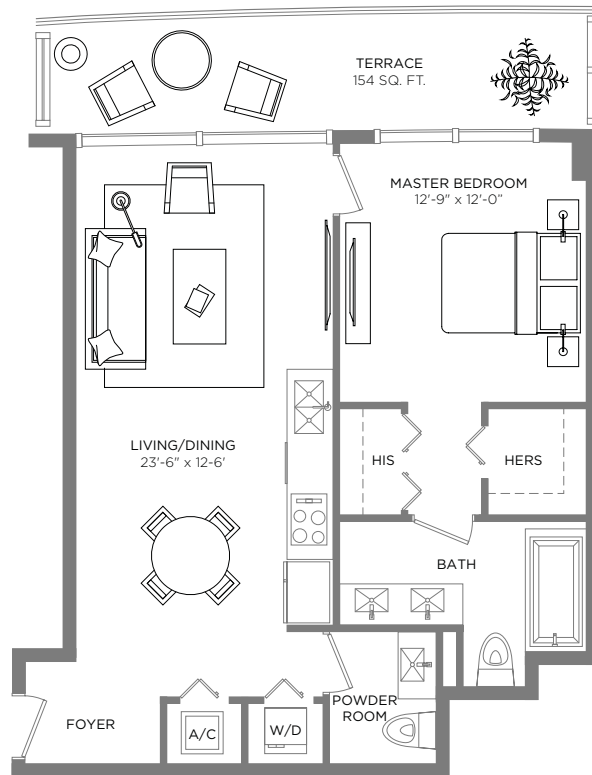 TERRACE
154 SQ. FT.
MASTER BEDROOM
12'-9" x 12'-0"
LIVING/DINING
23'-6" x 12-6'
HIS
HERS
BATH
POWDER
ROOM
FOYER
A/C
W/D